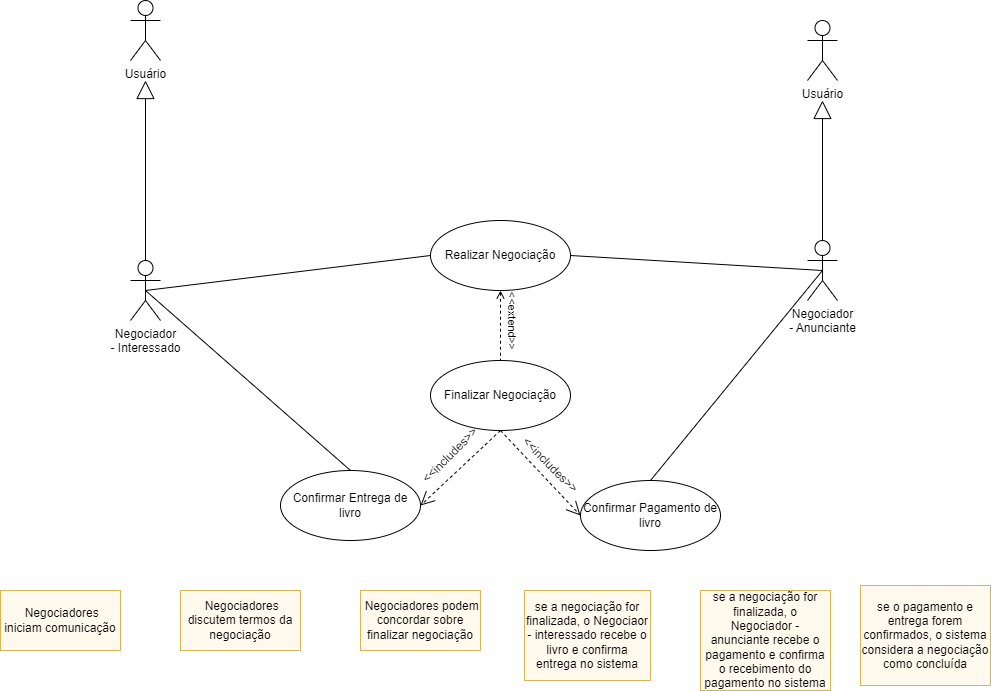 Usuário
Usuário
Realizar Negociação
Negociador
- Interessado
Negociador
- Anunciante
<<extend>>
Finalizar Negociação
<<includes>>
<<includes>>
Confirmar Entrega de
livro
Confirmar Pagamento de
livro
Negociadores
iniciam comunicação
Negociadores
discutem termos da
negociação
Negociadores podem
concordar sobre
finalizar negociação
se a negociação for
finalizada, o Negociaor
- interessado recebe o
livro e confirma
entrega no sistema
se a negociação for
finalizada, o
Negociador -
anunciante recebe o
pagamento e confirma
o recebimento do
pagamento no sistema
se o pagamento e
entrega forem
confirmados, o sistema
considera a negociação
como concluída